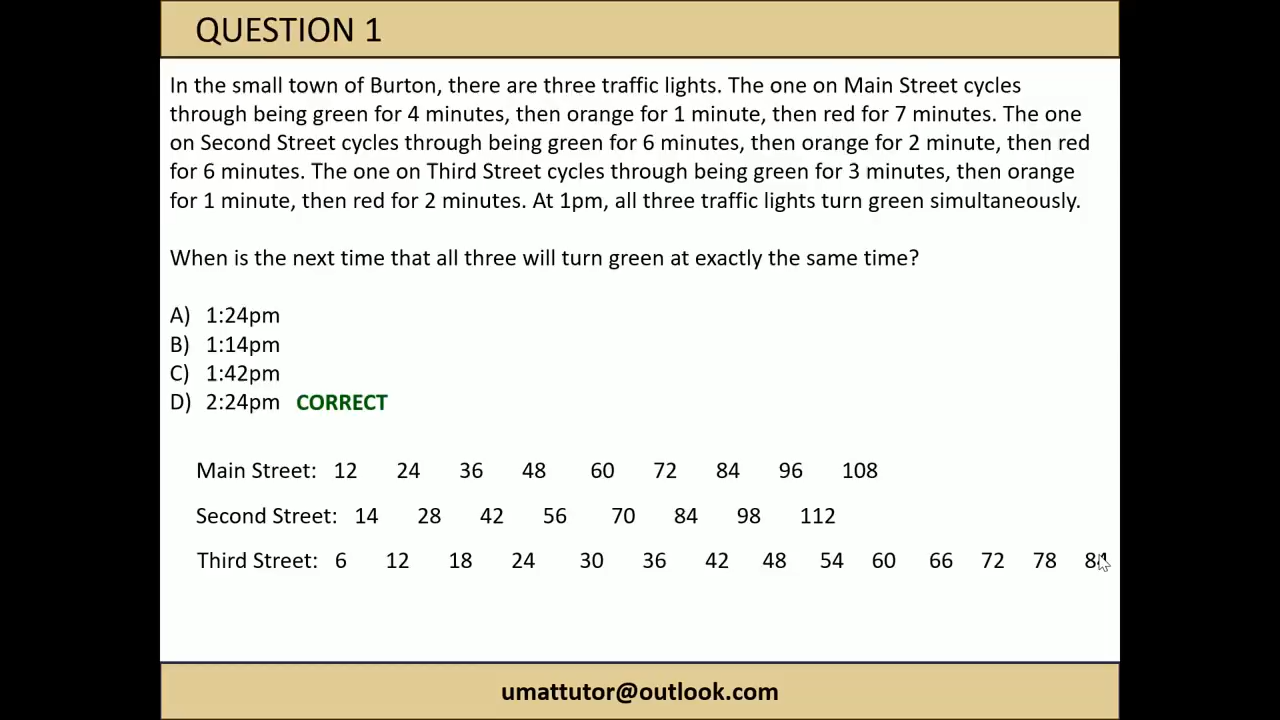 QUESTION 1
In the small town of Burton, there are three traffic lights. The one on Main Street cycles
through being green for 4 minutes, then orange for 1 minute, then red for 7 minutes. The one
on Second Street cycles through being green for 6 minutes, then orange for 2 minute, then red
for 6 minutes. The one on Third Street cycles through being green for 3 minutes, then orange
for 1 minute, then red for 2 minutes. At 1pm, all three traffic lights turn green simultaneously.
When is the next time that all three will turn green at exactly the same time?
A) 1:24pm
B) 1:14pm
C) 1:42pm
D) 2:24pm CORRECT
Main Street: 12 24 36 48 60 72 84 96 108
Second Street: 14 28 42 56 70 84 98 112
Third Street: 6 12 18 24 30 36 42 48 54 60 66 72 78
umattutor@outlook.com